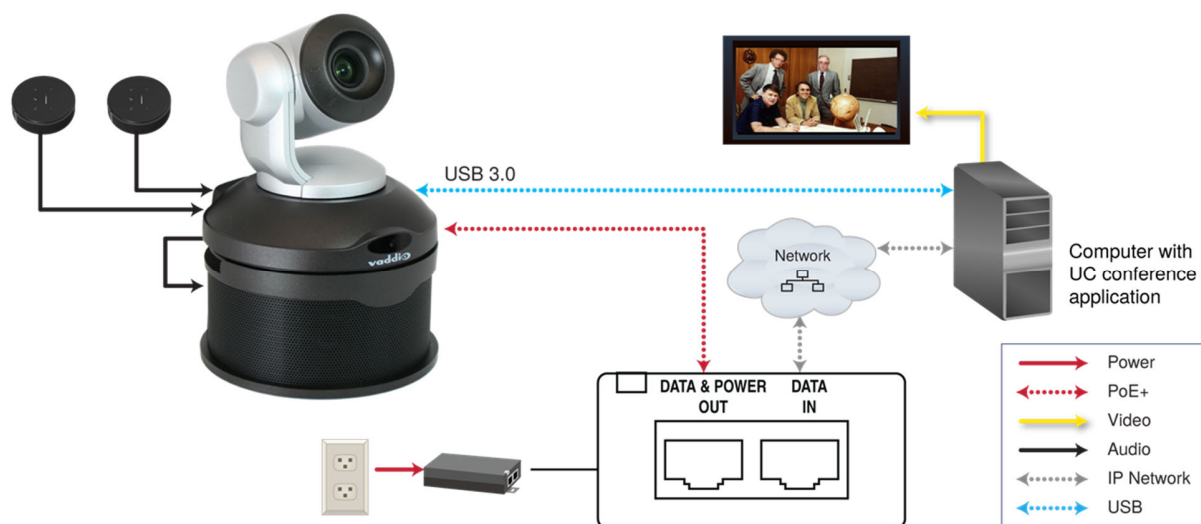 USB 3.0
vaddio
Network
Computer with
UC conference
application
DATA & POWER
OUT
DATA
IN
Power
PoE+
Video
Audio
IP Network
USB